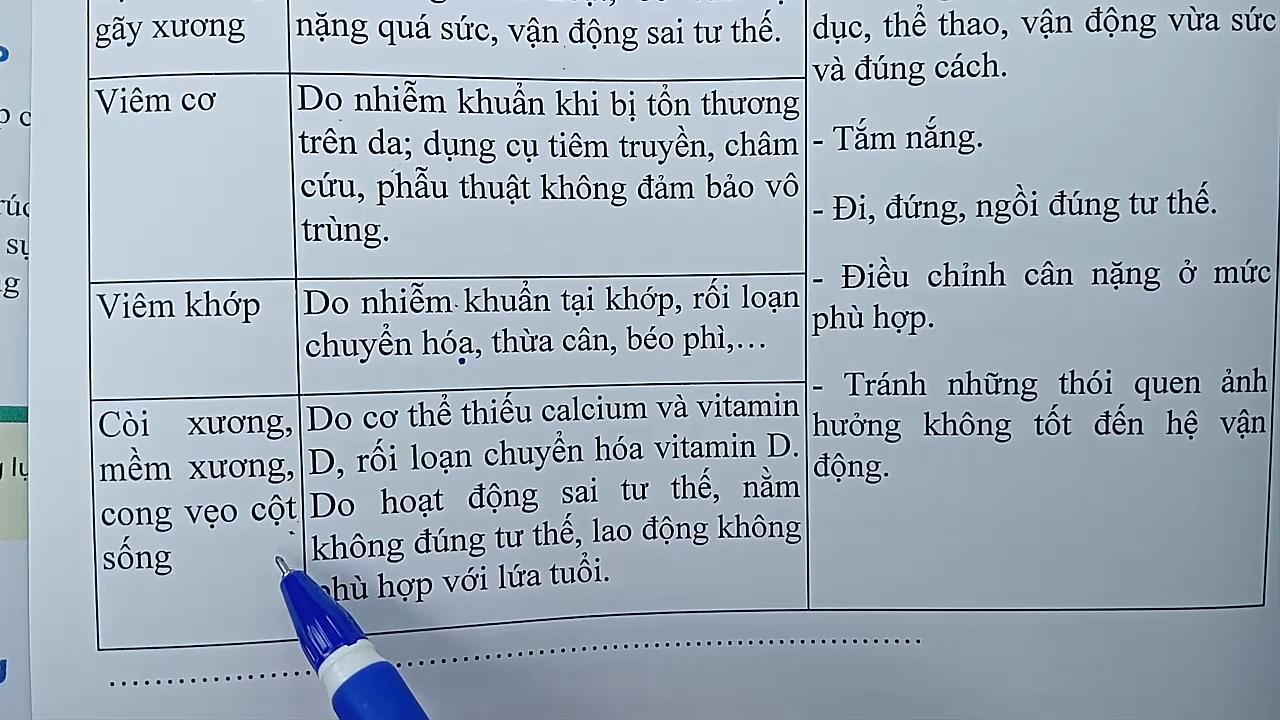 gãy xương
nặng quá sức, vận động sai tư thế.
Viêm cơ
Do nhiễm khuẩn khi bị tổn thương
trên da; dụng cụ tiêm truyền, châm
cứu, phẫu thuật không đảm bảo vô
trùng.
Viêm khớp
Do nhiễm khuẩn tại khớp, rối loạn
chuyển hóa, thừa cân, béo phì,…
Còi xương,
mềm xương,
cong vẹo cột
sống
Do cơ thể thiếu calcium và vitamin
D, rối loạn chuyển hóa vitamin D.
Do hoạt động sai tư thế, nằm
không đúng tư thế, lao động không
phù hợp với lứa tuổi.
dục, thể thao, vận động vừa sức
và đúng cách.
- Tắm nắng.
- Đi, đứng, ngồi đúng tư thế.
- Điều chỉnh cân nặng ở mức
phù hợp.
- Tránh những thói quen ảnh
hưởng không tốt đến hệ vận
động.